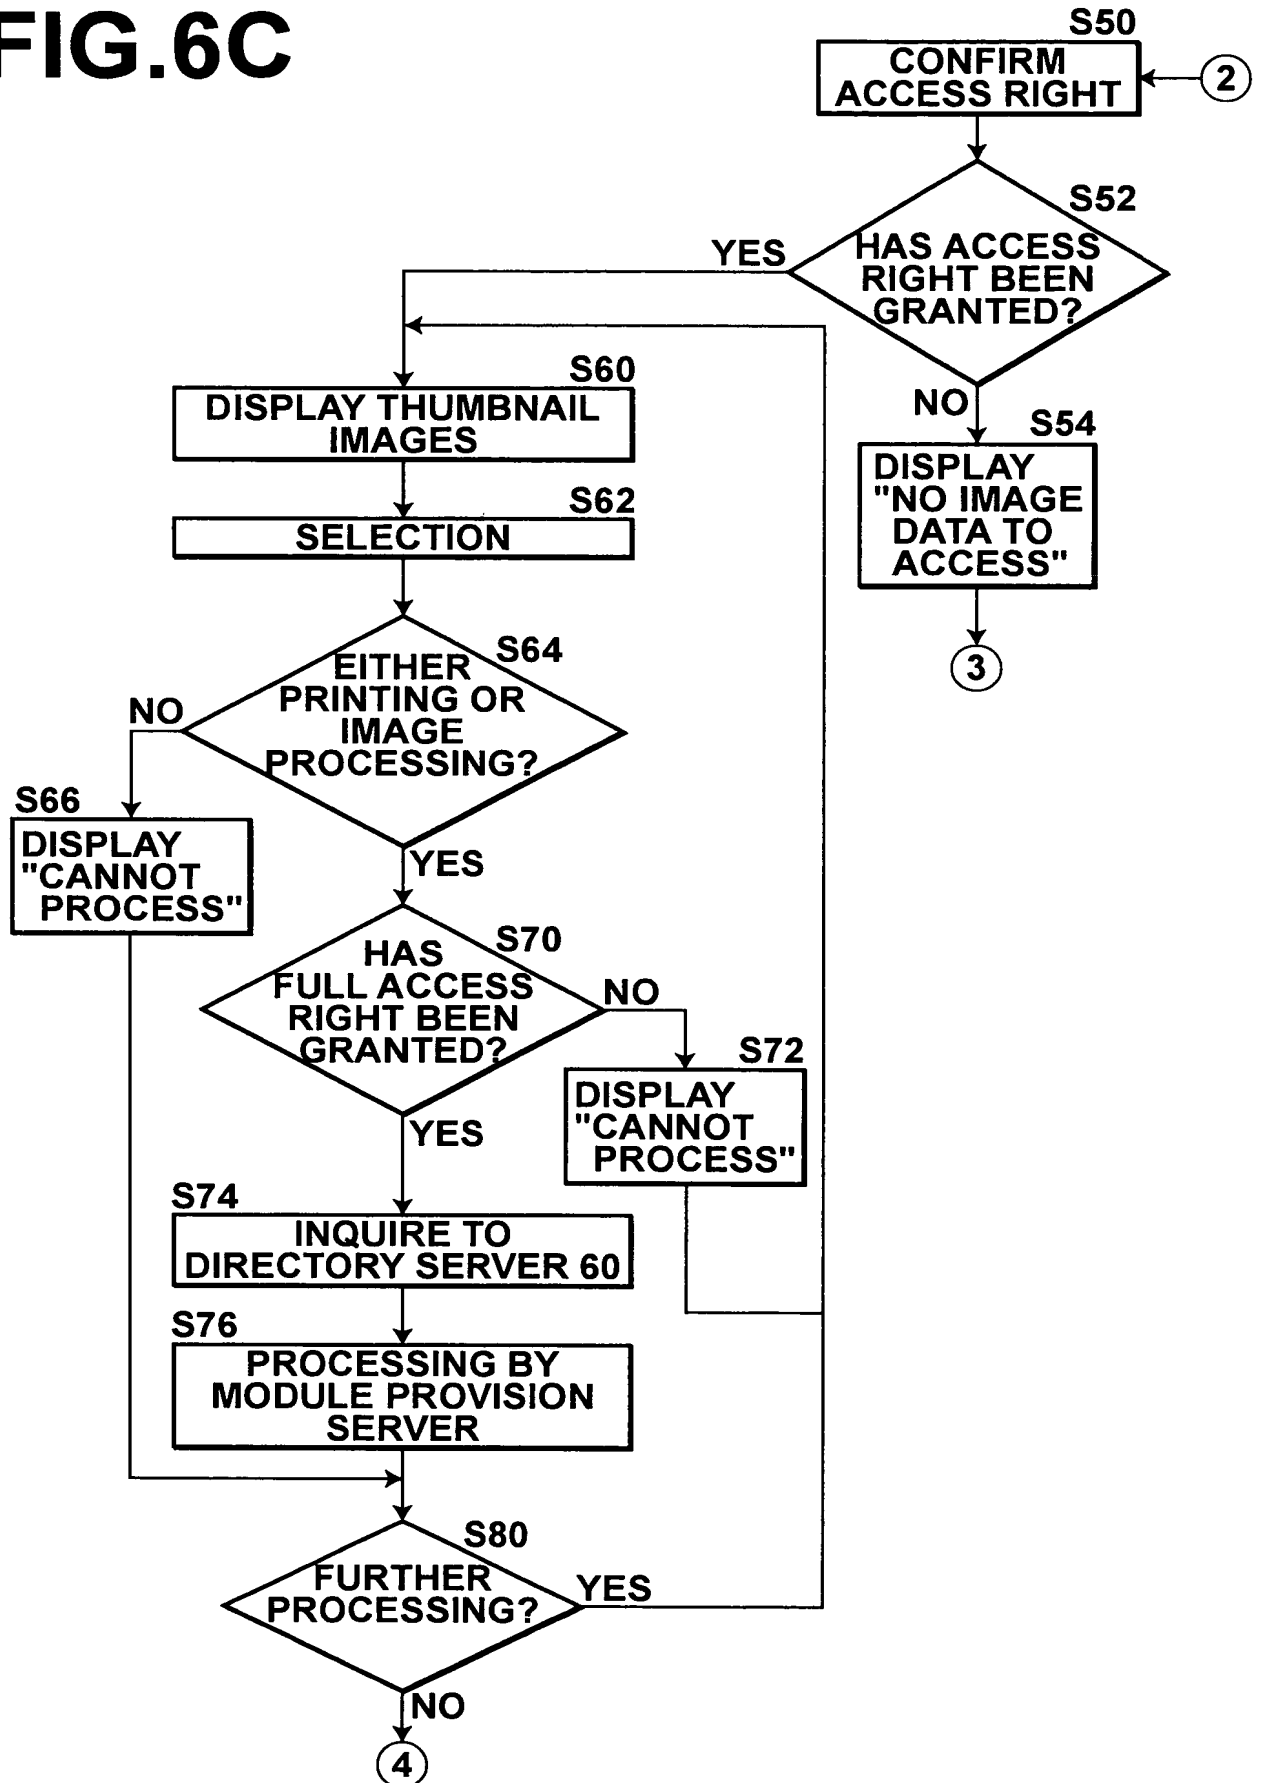 FIG.6C
S50
CONFIRM
ACCESS RIGHT
2
S52
HAS ACCESS
RIGHT BEEN
GRANTED?
YES
NO
S54
DISPLAY
"NO IMAGE
DATA TO
ACCESS"
3
S60
DISPLAY THUMBNAIL
IMAGES
S62
SELECTION
S64
EITHER
PRINTING OR
IMAGE
PROCESSING?
NO
S66
DISPLAY
"CANNOT
PROCESS"
YES
S70
HAS
FULL ACCESS
RIGHT BEEN
GRANTED?
NO
S72
DISPLAY
"CANNOT
PROCESS"
YES
S74
INQUIRE TO
DIRECTORY SERVER 60
S76
PROCESSING BY
MODULE PROVISION
SERVER
S80
FURTHER
PROCESSING?
YES
NO
4